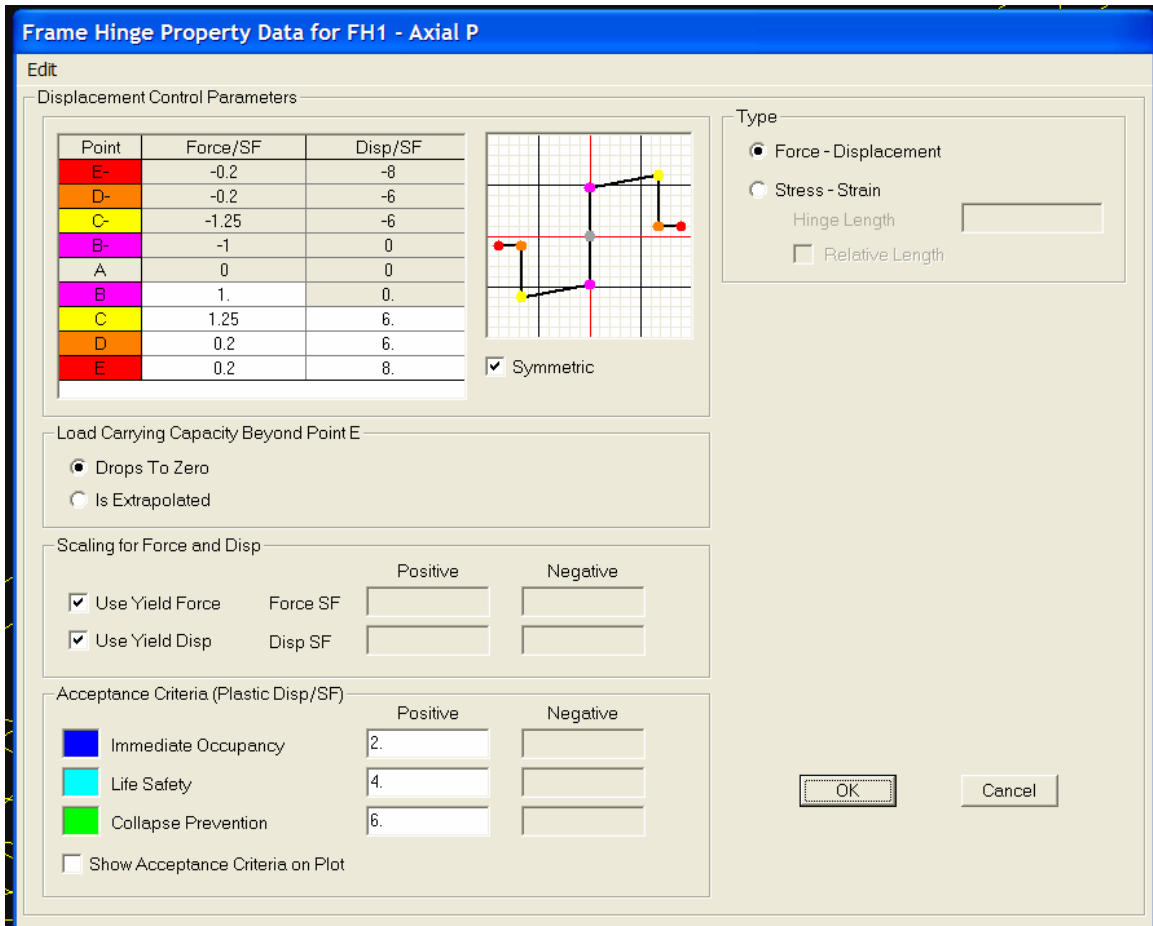 Frame Hinge Property Data for FH1 - Axial P
Edit
Displacement Control Parameters
Point Force/SF Disp/SF
E- -0.2 -8
D- -0.2 -6
C- -1.25 -6
B- -1 0
A 0 0
B 1. 0.
C 1.25 6.
D 0.2 6.
E 0.2 8.
Symmetric
Type
Force - Displacement
Stress - Strain
Hinge Length
Relative Length
Load Carrying Capacity Beyond Point E
Drops To Zero
Is Extrapolated
Scaling for Force and Disp
Positive Negative
Use Yield Force Force SF
Use Yield Disp Disp SF
Acceptance Criteria (Plastic Disp/SF)
Positive Negative
Immediate Occupancy 2.
Life Safety 4.
Collapse Prevention 6.
Show Acceptance Criteria on Plot
OK Cancel